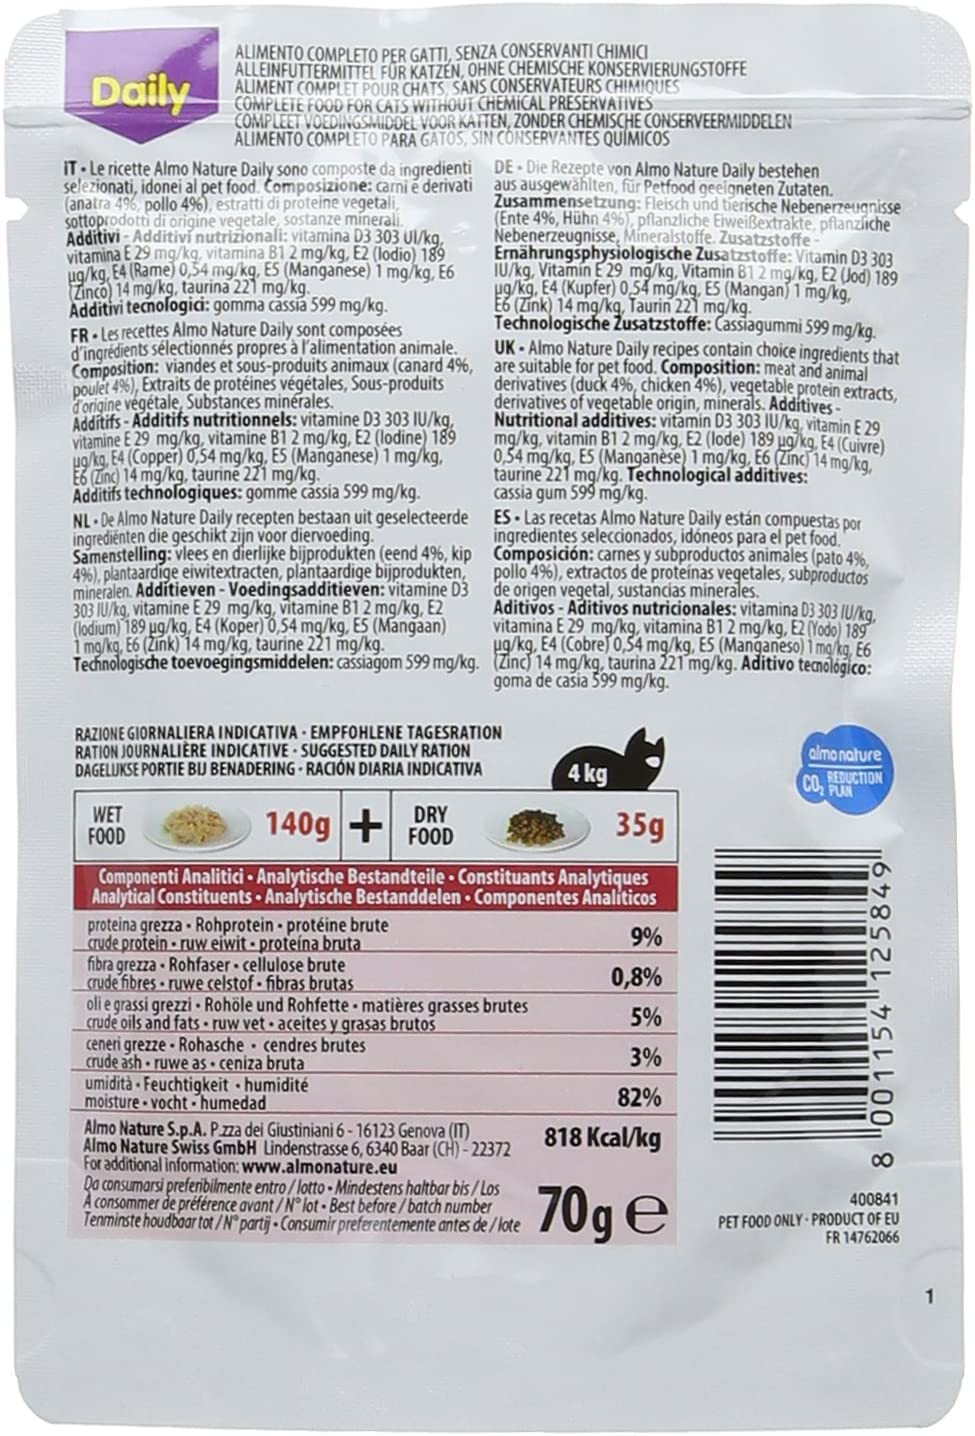 Daily
ALIMENTO COMPLETO PER GATTI, SENZA CONSERVANTI CHIMICI
ALLEINFUTTERMITTEL FÜR KATZEN, OHNE CHEMISCHE KONSERVIERUNGSTOFFE
ALIMENT COMPLET POUR CHATS, SANS CONSERVATEURS CHIMIQUES
COMPLETE FOOD FOR CATS WITHOUT CHEMICAL PRESERVATIVES
COMPLEET VOEDINGSMIDDEL VOOR KATTEN, ZONDER CHEMISCHE CONSERVEERMIDDELEN
ALIMENTO COMPLETO PARA GATOS, SIN CONSERVANTES QUÍMICOS
IT • Le ricette Almo Nature Daily sono composte da ingredienti
selezionati, idonei al pet food. Composizione: carni e derivati
(anatra 4%, pollo 4%), estratti di proteine vegetali,
sottoprodotti di origine vegetale, sostanze minerali.
Additivi - Additivi nutrizionali: vitamina D3 303 UI/kg,
vitamina E 29 mg/kg, vitamina B1 2 mg/kg, E2 (Iodio) 189
µg/kg, E4 (Rame) 0,54 mg/kg, E5 (Manganese) 1 mg/kg, E6
(Zinco) 14 mg/kg, taurina 221 mg/kg.
Additivi tecnologici: gomma cassia 599 mg/kg.
FR • Les recettes Almo Nature Daily sont composées
d'ingrédients sélectionnés propres à l'alimentation animale.
Composition: viandes et sous-produits animaux (canard 4%,
poulet 4%), Extraits de protéines végétales, Sous-produits
d'origine végétale, Substances minérales.
Additifs - Additifs nutritionnels: vitamine D3 303 IU/kg,
vitamine E 29 mg/kg, vitamine B1 2 mg/kg, E2 (Iodine) 189
µg/kg, E4 (Copper) 0,54 mg/kg, E5 (Manganese) 1 mg/kg,
E6 (Zinc) 14 mg/kg, taurine 221 mg/kg.
Additifs technologiques: gomme cassia 599 mg/kg.
NL • De Almo Nature Daily recepten bestaan uit geselecteerde
ingrediënten die geschikt zijn voor diervoeding.
Samenstelling: vlees en dierlijke bijprodukten (eend 4%, kip
4%), plantaardige eiwitextracten, plantaardige bijprodukten,
mineralen. Additieven - Voedingsadditieven: vitamine D3
303 IU/kg, vitamine E 29 mg/kg, vitamine B1 2 mg/kg, E2
(Iodium) 189 µg/kg, E4 (Koper) 0,54 mg/kg, E5 (Mangaan)
1 mg/kg, E6 (Zink) 14 mg/kg, taurine 221 mg/kg.
Technologische toevoegingsmiddelen: cassiagom 599 mg/kg.
DE • Die Rezepte von Almo Nature Daily bestehen
aus ausgewählten, für Petfood geeigneten Zutaten.
Zusammensetzung: Fleisch und tierische Nebenerzeugnisse
(Ente 4%, Hühn 4%), pflanzliche Eiweißextrakte, pflanzliche
Nebenerzeugnisse, Mineralstoffe. Zusatzstoffe -
Ernährungsphysiologische Zusatzstoffe: Vitamin D3 303
IU/kg, Vitamin E 29 mg/kg, Vitamin B1 2 mg/kg, E2 (Jod) 189
µg/kg, E4 (Kupfer) 0,54 mg/kg, E5 (Mangan) 1 mg/kg,
E6 (Zink) 14 mg/kg, Taurin 221 mg/kg.
Technologische Zusatzstoffe: Cassiagummi 599 mg/kg.
UK • Almo Nature Daily recipes contain choice ingredients that
are suitable for pet food. Composition: meat and animal
derivatives (duck 4%, chicken 4%), vegetable protein extracts,
derivatives of vegetable origin, minerals. Additives -
Nutritional additives: vitamin D3 303 IU/kg, vitamin E 29
mg/kg, vitamin B1 2 mg/kg, E2 (Iode) 189 µg/kg, E4 (Cuivre)
0,54 mg/kg, E5 (Manganèse) 1 mg/kg, E6 (Zinc) 14 mg/kg,
taurine 221 mg/kg. Technological additives:
cassia gum 599 mg/kg.
ES • Las recetas Almo Nature Daily están compuestas por
ingredientes seleccionados, idóneos para el pet food.
Composición: carnes y subproductos animales (pato 4%,
pollo 4%), extractos de proteínas vegetales, subproductos
de origen vegetal, sustancias minerales.
Aditivos - Aditivos nutricionales: vitamina D3 303 IU/kg,
vitamina E 29 mg/kg, vitamina B1 2 mg/kg, E2 (Yodo) 189
µg/kg, E4 (Cobre) 0,54 mg/kg, E5 (Manganeso) 1 mg/kg, E6
(Zinc) 14 mg/kg, taurina 221 mg/kg. Aditivo tecnológico:
goma de casia 599 mg/kg.
RAZIONE GIORNALIERA INDICATIVA • EMPFOHLENE TAGESRATION
RATION JOURNALIÈRE INDICATIVE • SUGGESTED DAILY RATION
DAGELIJKSE PORTIE BIJ BENADERING • RACIÓN DIARIA INDICATIVA
4 kg
WET
FOOD
140g
+
DRY
FOOD
35g
Componenti Analitici • Analytische Bestandteile • Constituants Analytiques
Analytical Constituents • Analytische Bestanddelen • Componentes Analíticos
proteina grezza • Rohprotein • protéine brute
crude protein • ruw eiwit • proteína bruta
9%
fibra grezza • Rohfaser • cellulose brute
crude fibres • ruwe celstof • fibras brutas
0,8%
oli e grassi grezzi • Rohöle und Rohfette • matières grasses brutes
crude oils and fats • ruw vet • aceites y grasas brutos
5%
ceneri grezze • Rohasche • cendres brutes
crude ash • ruwe as • ceniza bruta
3%
umidità • Feuchtigkeit • humidité
moisture • vocht • humedad
82%
Almo Nature S.p.A. P.zza dei Giustiniani 6 - 16123 Genova (IT)
Almo Nature Swiss GmbH Lindenstrasse 6, 6340 Baar (CH) - 22372
For additional information: www.almonature.eu
818 Kcal/kg
Da consumarsi preferibilmente entro / lotto • Mindestens haltbar bis / Los
À consommer de préférence avant / N° lot • Best before / batch number
Tenminste houdbaar tot / N° partij • Consumir preferentemente antes de / lote
70g e
almo nature
CO2 REDUCTION
PLAN
8 001154 125849
400841
PET FOOD ONLY • PRODUCT OF EU
FR 14762066
1